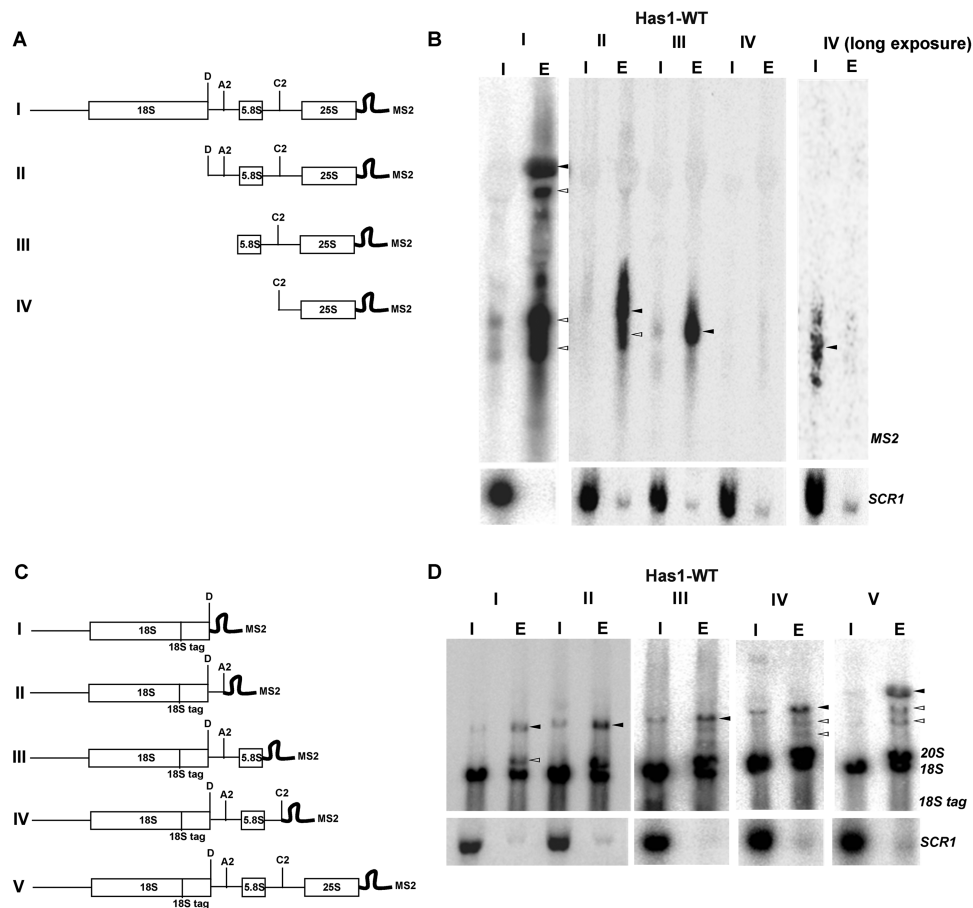 A
I
D
A2
C2
18S
5.8S
25S
MS2
II
D
A2
C2
5.8S
25S
MS2
III
C2
5.8S
25S
MS2
IV
C2
25S
MS2
B
Has1-WT
I II III IV IV (long exposure)
I E I E I E I E I E
MS2
SCR1
C
I
D
18S
MS2
18S tag
II
D
A2
18S
MS2
18S tag
III
D
A2
18S
5.8S
MS2
18S tag
IV
D
A2
C2
18S
5.8S
MS2
18S tag
V
D
A2
C2
18S
5.8S
25S
MS2
18S tag
D
Has1-WT
I II III IV V
I E I E I E I E I E
20S
18S
18S tag
SCR1